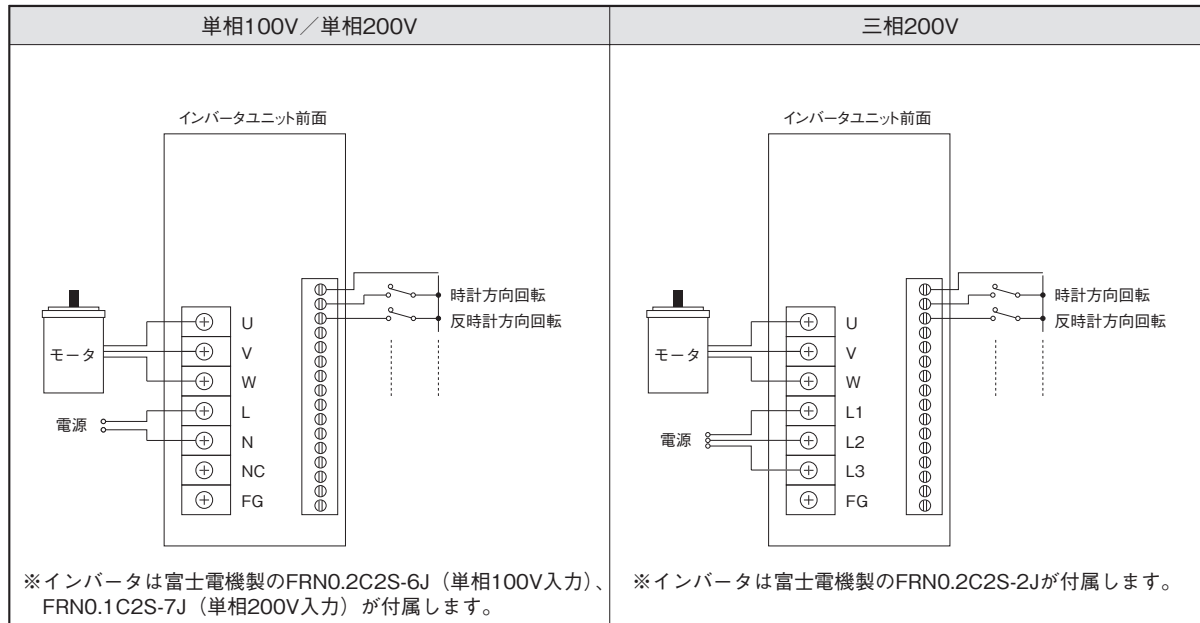 単相100V／単相200V
インバータユニット前面
時計方向回転
反時計方向回転
モータ
U
V
W
電源
L
N
NC
FG
※インバータは富士電機製のFRN0.2C2S-6J（単相100V入力）、
FRN0.1C2S-7J（単相200V入力）が付属します。
三相200V
インバータユニット前面
時計方向回転
反時計方向回転
モータ
U
V
W
電源
L1
L2
L3
FG
※インバータは富士電機製のFRN0.2C2S-2Jが付属します。